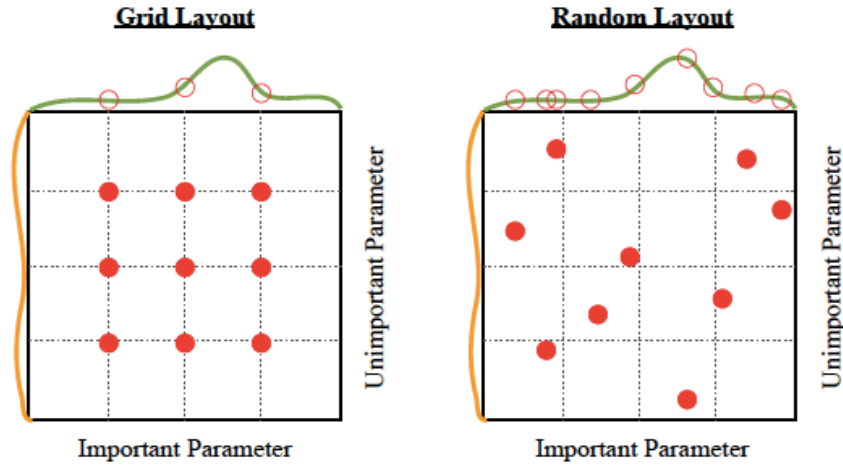 Grid Layout
Unimportant Parameter
Important Parameter
Random Layout
Unimportant Parameter
Important Parameter